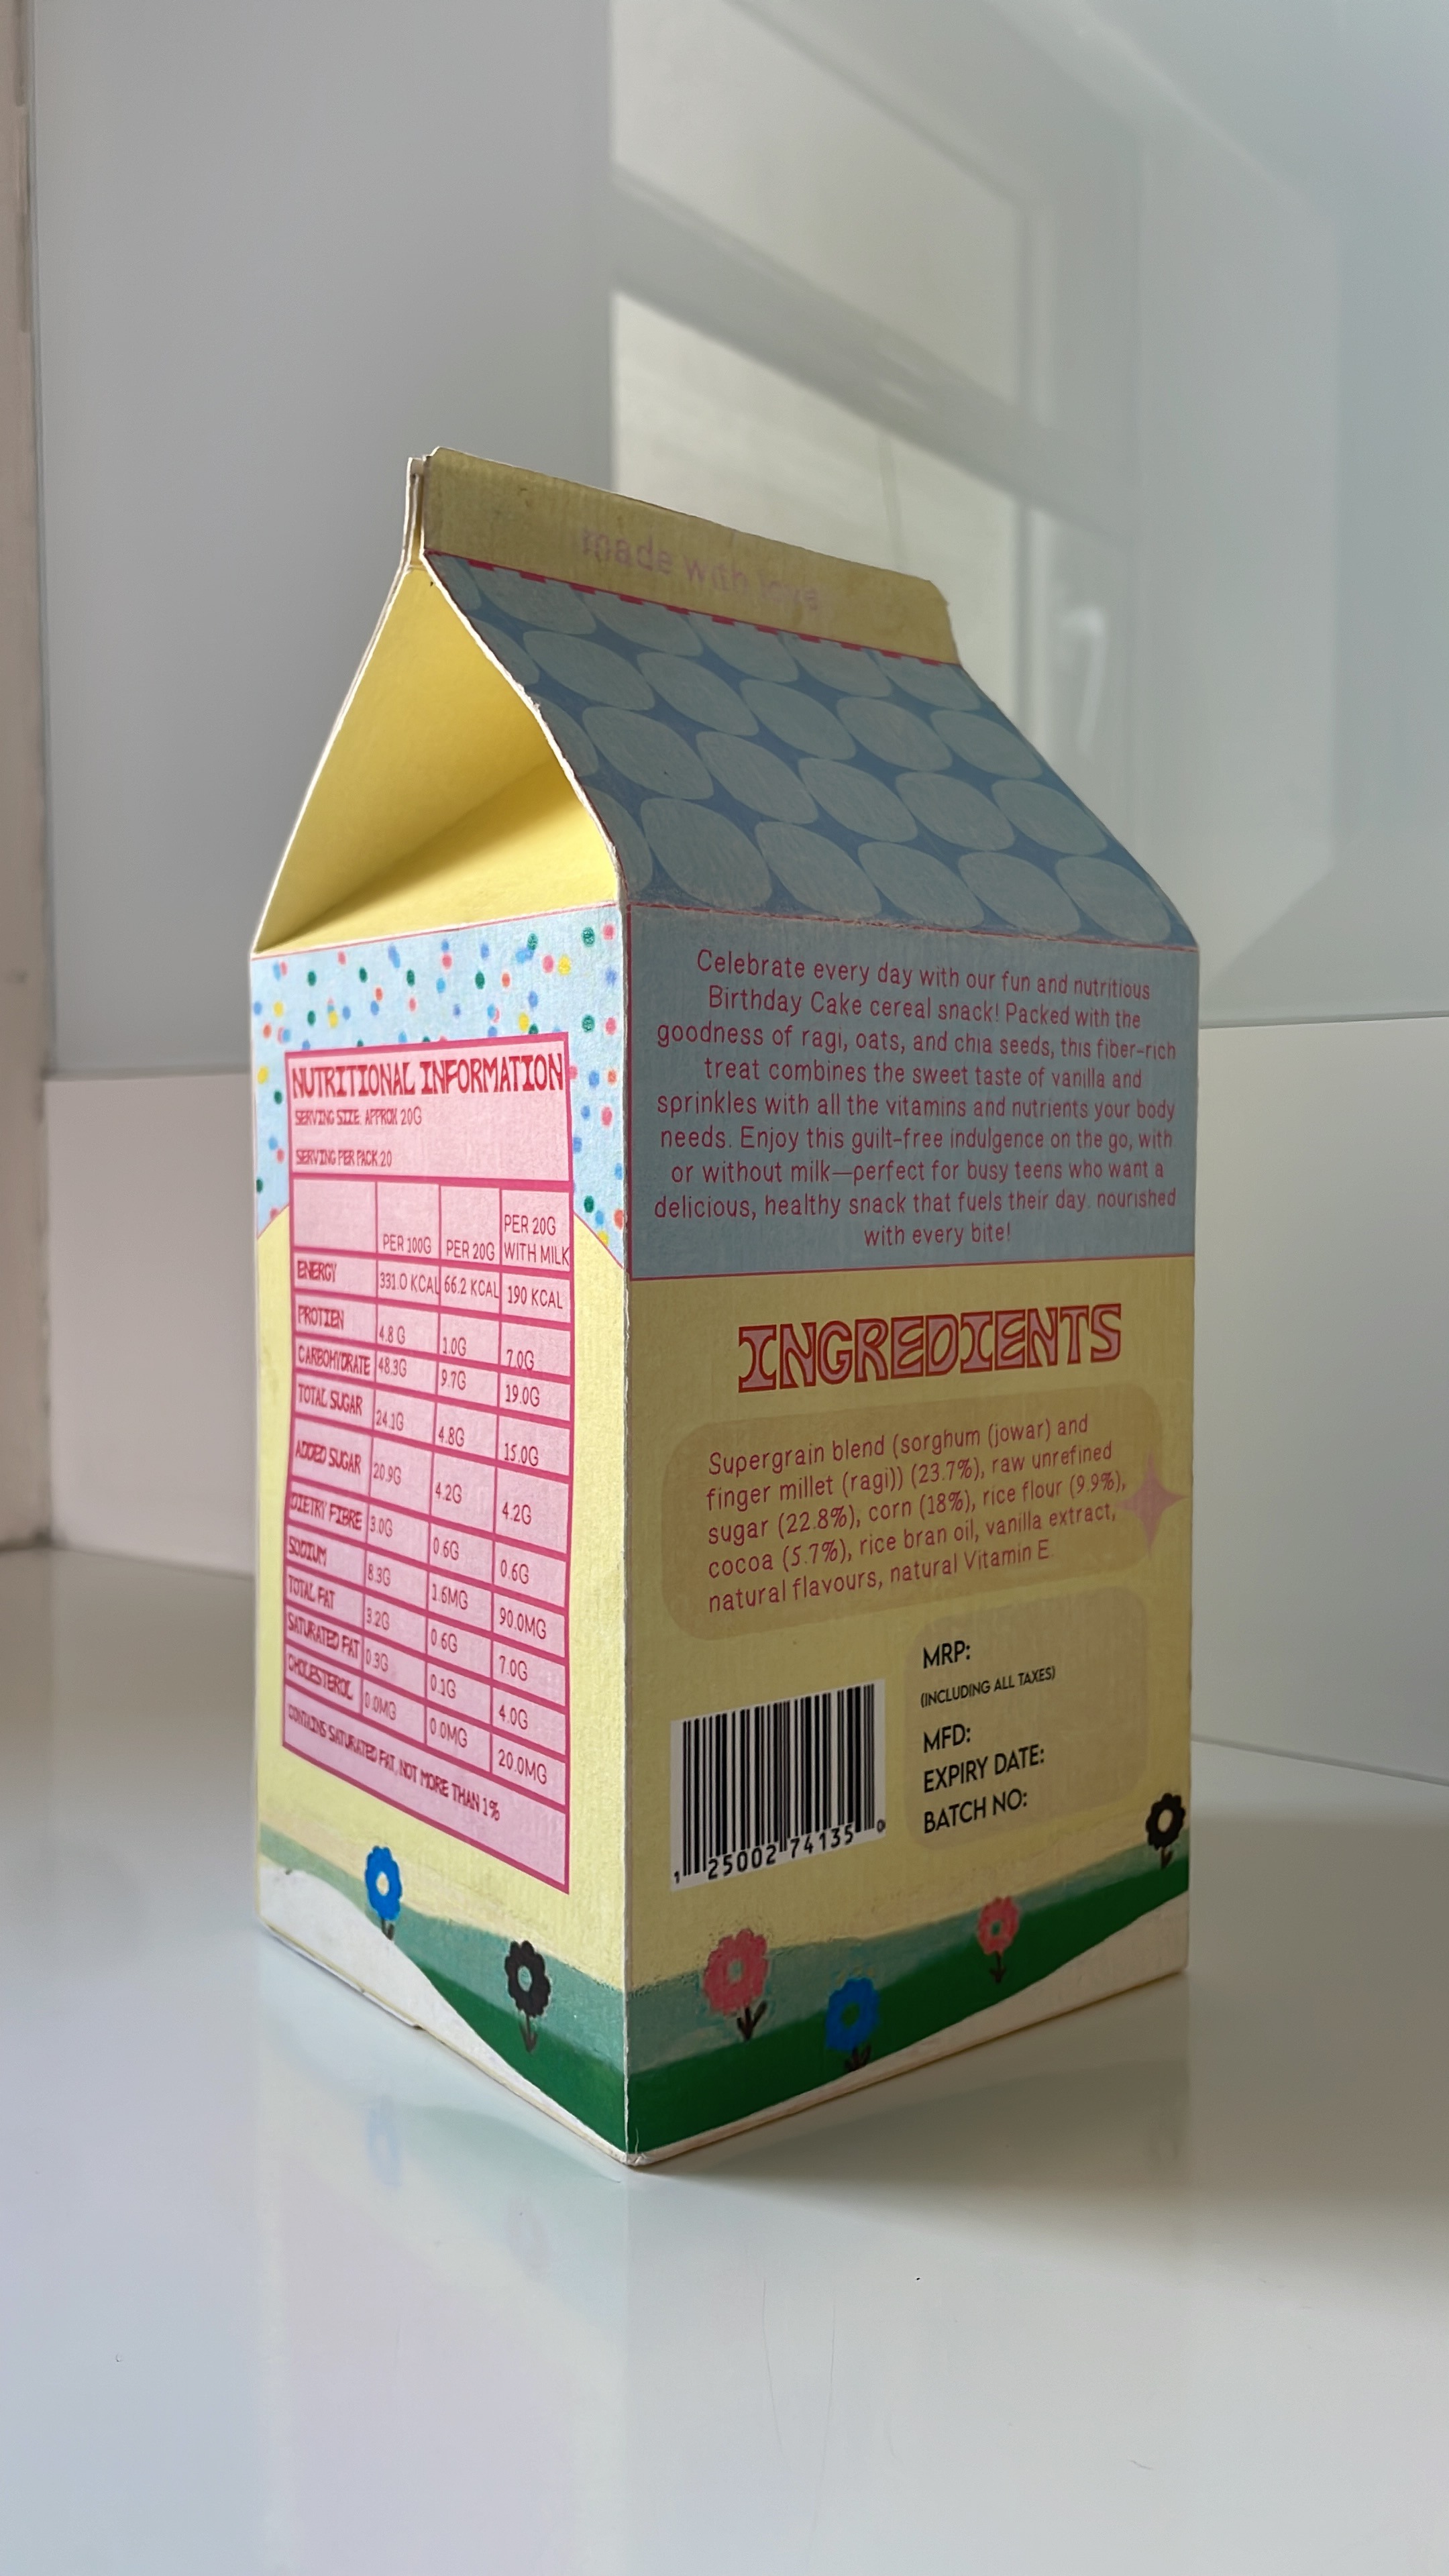 made with love
NUTRITIONAL INFORMATION
SERVING SIZE: APPROX 20G
SERVING PER PACK:20
PER 100G PER 20G PER 20G WITH MILK
ENERGY 331.0 KCAL 66.2 KCAL 190 KCAL
PROTIEN 4.8 G 1.0G 7.0G
CARBOHYDRATE 48.3G 9.7G 19.0G
TOTAL SUGAR 24.1G 4.8G 15.0G
ADDED SUGAR 20.9G 4.2G 4.2G
DIETRY FIBRE 3.0G 0.6G 0.6G
SODIUM 8.3G 1.6MG 90.0MG
TOTAL FAT 3.2G 0.6G 7.0G
SATURATED FAT 0.3G 0.1G 4.0G
CHOLESTEROL 0.0MG 0.0MG 20.0MG
CONTAINS SATURATED FAT, NOT MORE THAN 1%
Celebrate every day with our fun and nutritious
Birthday Cake cereal snack! Packed with the
goodness of ragi, oats, and chia seeds, this fiber-rich
treat combines the sweet taste of vanilla and
sprinkles with all the vitamins and nutrients your body
needs. Enjoy this guilt-free indulgence on the go, with
or without milk—perfect for busy teens who want a
delicious, healthy snack that fuels their day. nourished
with every bite!
INGREDIENTS
Supergrain blend (sorghum (jowar) and
finger millet (ragi)) (23.7%), raw unrefined
sugar (22.8%), corn (18%), rice flour (9.9%),
cocoa (5.7%), rice bran oil, vanilla extract,
natural flavours, natural Vitamin E.
MRP:
(INCLUDING ALL TAXES)
MFD:
EXPIRY DATE:
BATCH NO:
1 25002 74135 0